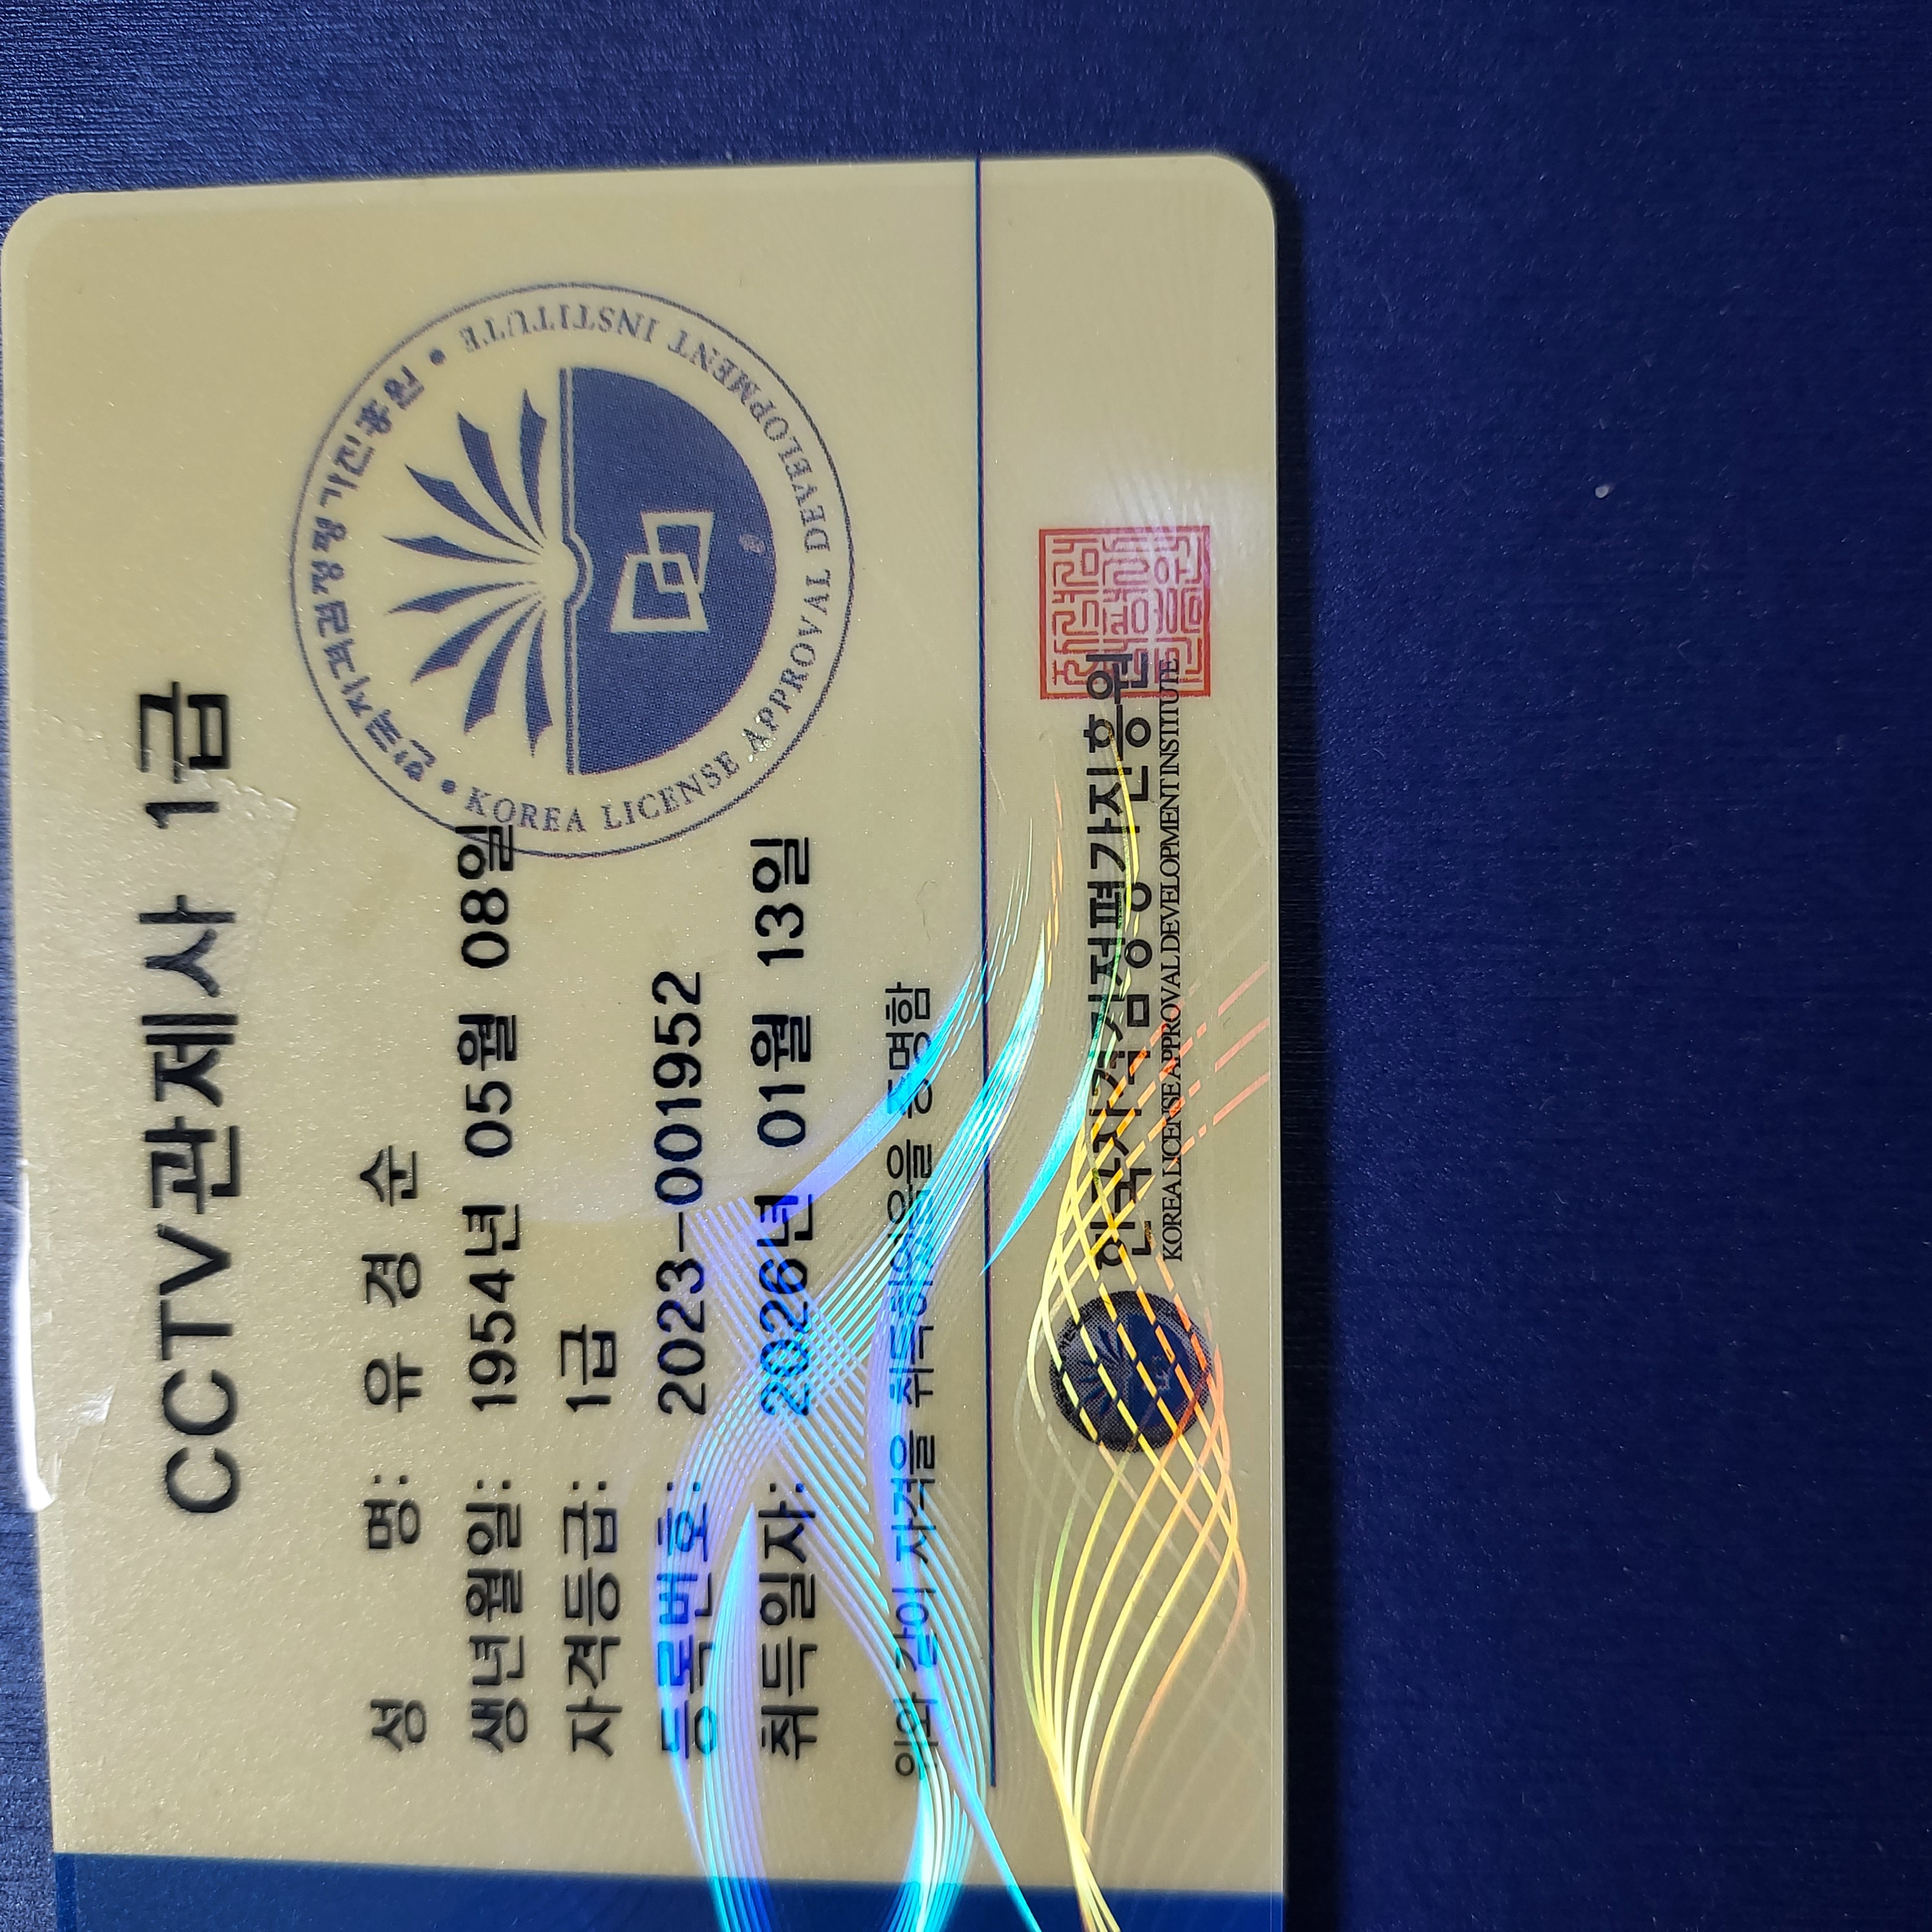 CCTV관제사 1급
성 명: 유 경 순
생년월일: 1954년 05월 08일
자격등급: 1급
등록번호: 2023-001952
취득일자: 2026년 01월 13일
위와 같이 자격을 취득하였음을 증명함
KOREA LICENSE APPROVAL DEVELOPMENT INSTITUTE
한국자격검정평가진흥원
KOREA LICENSE APPROVAL DEVELOPMENT INSTITUTE